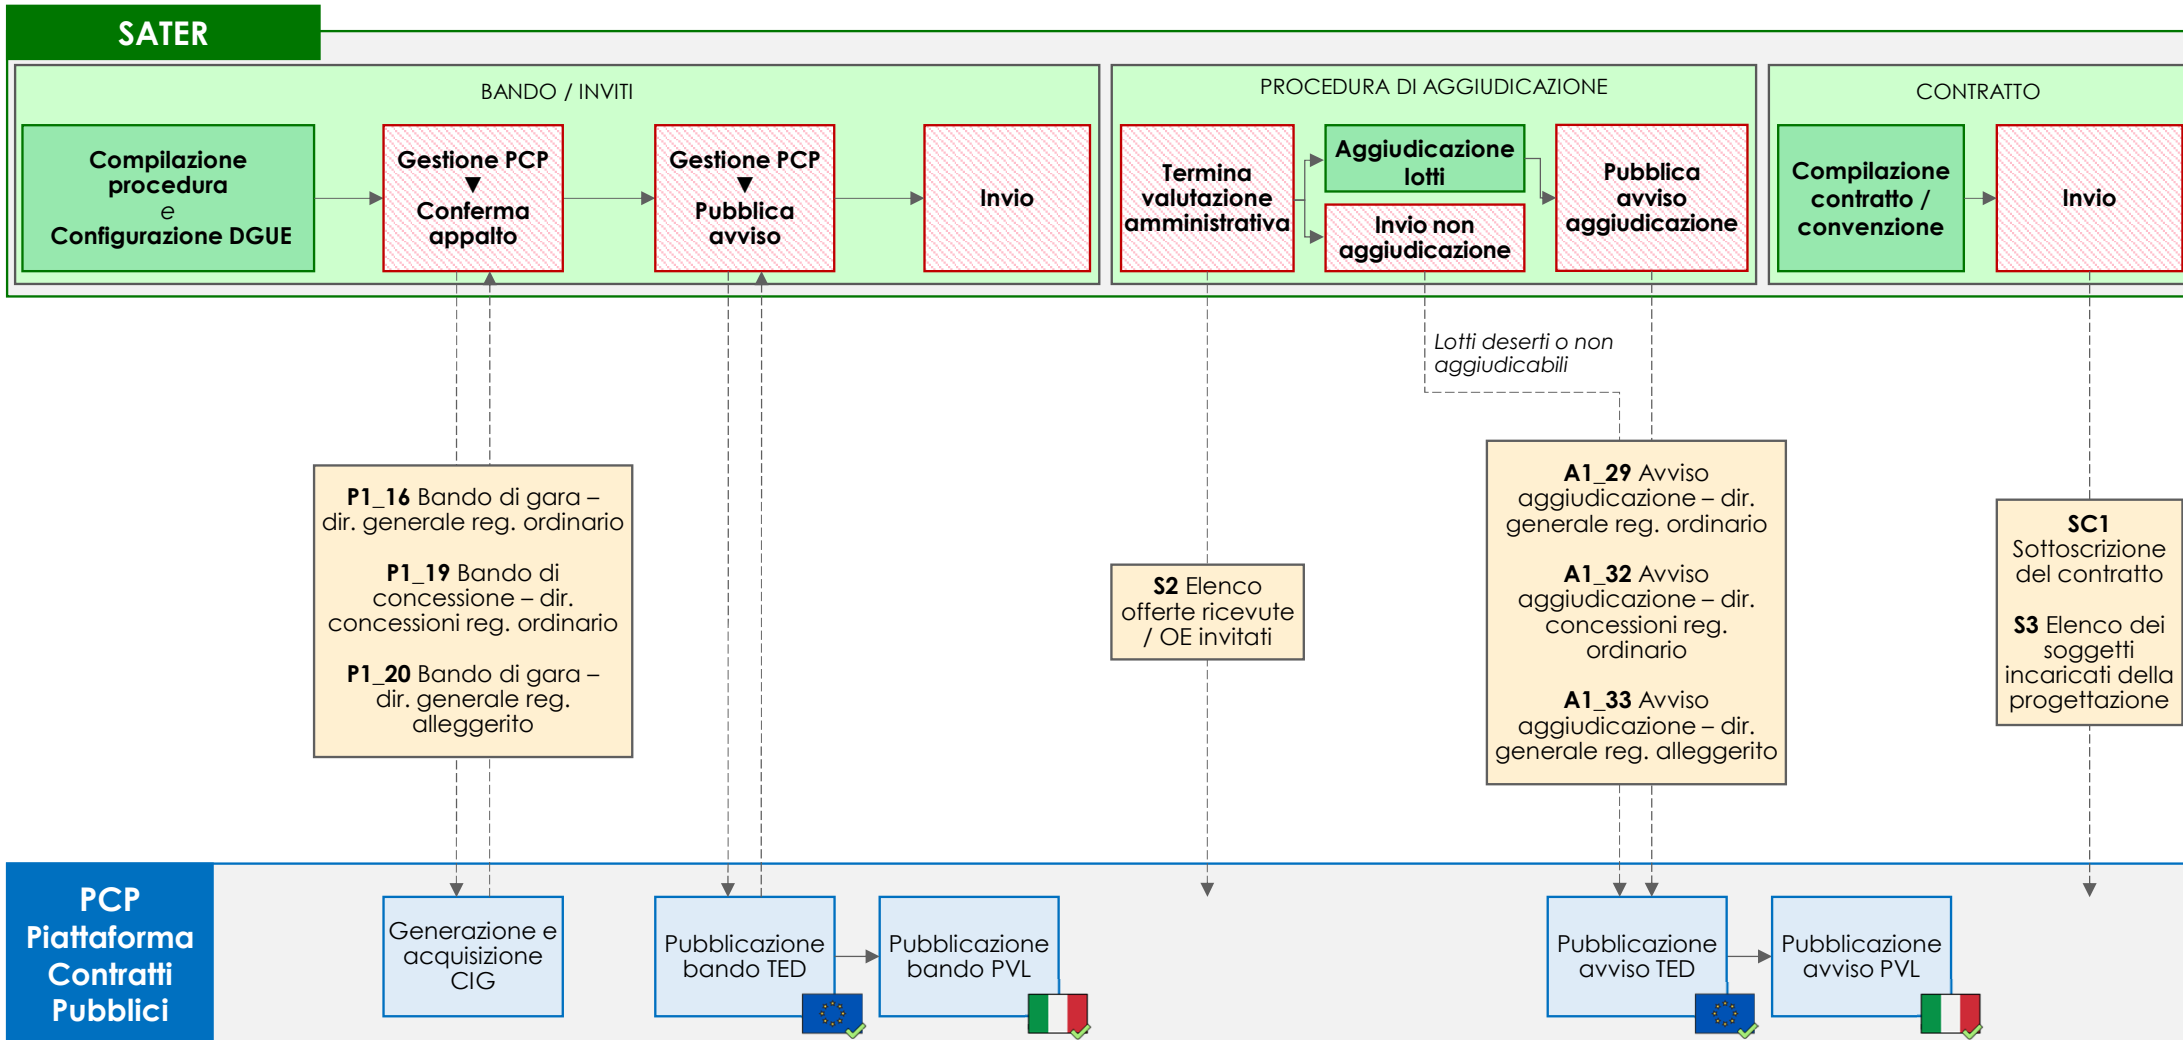 SATER
BANDO / INVITI
Compilazione
procedura
e
Configurazione DGUE
Gestione PCP
▼
Conferma
appalto
Gestione PCP
▼
Pubblica
avviso
Invio
PROCEDURA DI AGGIUDICAZIONE
Termina
valutazione
amministrativa
Aggiudicazione
lotti
Invio non
aggiudicazione
Pubblica
avviso
aggiudicazione
CONTRATTO
Compilazione
contratto /
convenzione
Invio
Lotti deserti o non
aggiudicabili
P1_16 Bando di gara –
dir. generale reg. ordinario
P1_19 Bando di
concessione – dir.
concessioni reg. ordinario
P1_20 Bando di gara –
dir. generale reg.
alleggerito
S2 Elenco
offerte ricevute
/ OE invitati
A1_29 Avviso
aggiudicazione – dir.
generale reg. ordinario
A1_32 Avviso
aggiudicazione – dir.
concessioni reg.
ordinario
A1_33 Avviso
aggiudicazione – dir.
generale reg. alleggerito
SC1
Sottoscrizione
del contratto
S3 Elenco dei
soggetti
incaricati della
progettazione
PCP
Piattaforma
Contratti
Pubblici
Generazione e
acquisizione
CIG
Pubblicazione
bando TED
Pubblicazione
bando PVL
Pubblicazione
avviso TED
Pubblicazione
avviso PVL